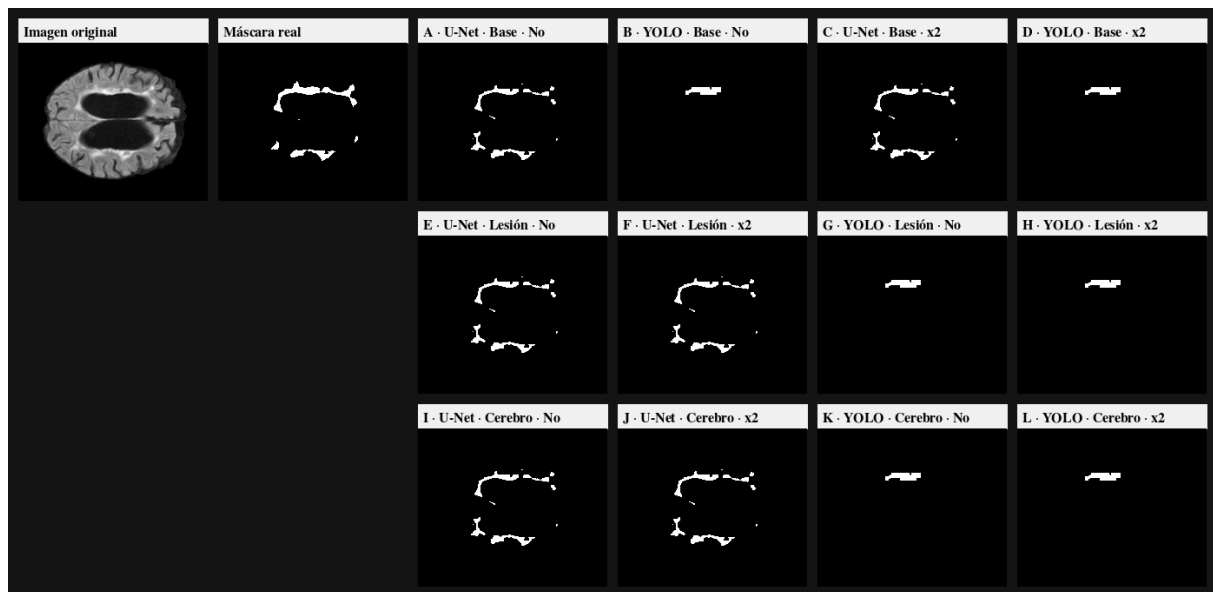 Imagen original
Máscara real
A · U-Net · Base · No
B · YOLO · Base · No
C · U-Net · Base · x2
D · YOLO · Base · x2
E · U-Net · Lesión · No
F · U-Net · Lesión · x2
G · YOLO · Lesión · No
H · YOLO · Lesión · x2
I · U-Net · Cerebro · No
J · U-Net · Cerebro · x2
K · YOLO · Cerebro · No
L · YOLO · Cerebro · x2